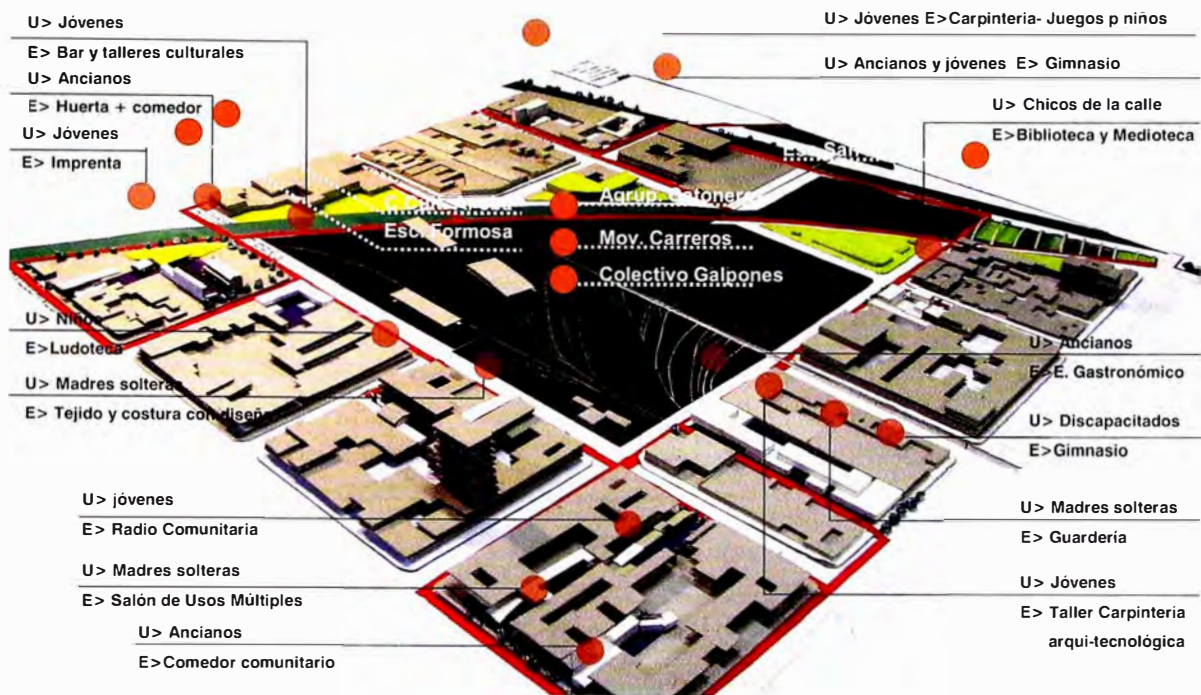 U> Jóvenes
E> Bar y talleres culturales
U> Ancianos
E> Huerta + comedor
U> Jóvenes
E> Imprenta
U> Jóvenes E>Carpinteria- Juegos p niños
U> Ancianos y jóvenes E> Gimnasio
U> Chicos de la calle
E>Biblioteca y Medioteca
Agrup.
Esc. Formosa
Mov. Carreros
Colectivo Galpones
U> Niños
E>Ludoteca
U> Madres solteras
E> Tejido y costura con diseño
U> Ancianos
E>E. Gastronómico
U> Discapacitados
E>Gimnasio
U> jóvenes
E> Radio Comunitaria
U> Madres solteras
E> Salón de Usos Múltiples
U> Ancianos
E>Comedor comunitario
U> Madres solteras
E> Guardería
U> Jóvenes
E> Taller Carpinteria
arqui-tecnológica